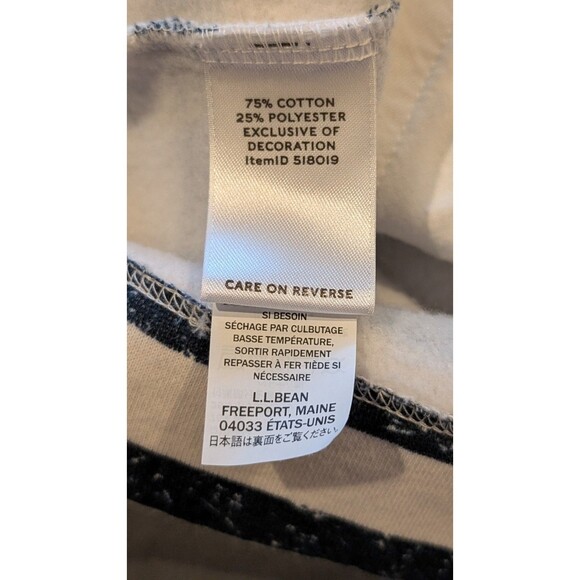 75% COTTON
25% POLYESTER
EXCLUSIVE OF
DECORATION
ItemID 518019
CARE ON REVERSE
SI BESOIN
SÉCHAGE PAR CULBUTAGE
BASSE TEMPÉRATURE,
SORTIR RAPIDEMENT
REPASSER À FER TIÈDE SI
NÉCESSAIRE
L.L.BEAN
FREEPORT, MAINE
04033 ÉTATS-UNIS
日本語は裏面をご覧ください。